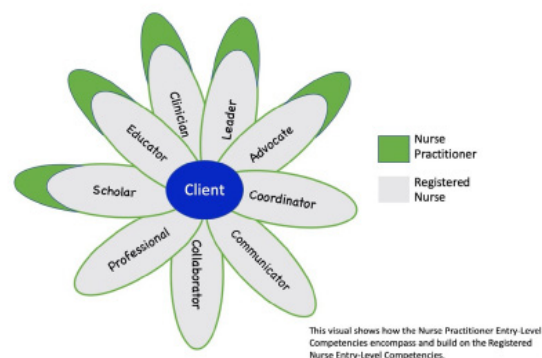 Clinician
Leader
Educator
Advocate
Scholar
Client
Coordinator
Professional
Collaborator
Communicator
Nurse
Practitioner
Registered
Nurse
This visual shows how the Nurse Practitioner Entry-Level
Competencies encompass and build on the Registered
Nurse Entry-Level Competencies.